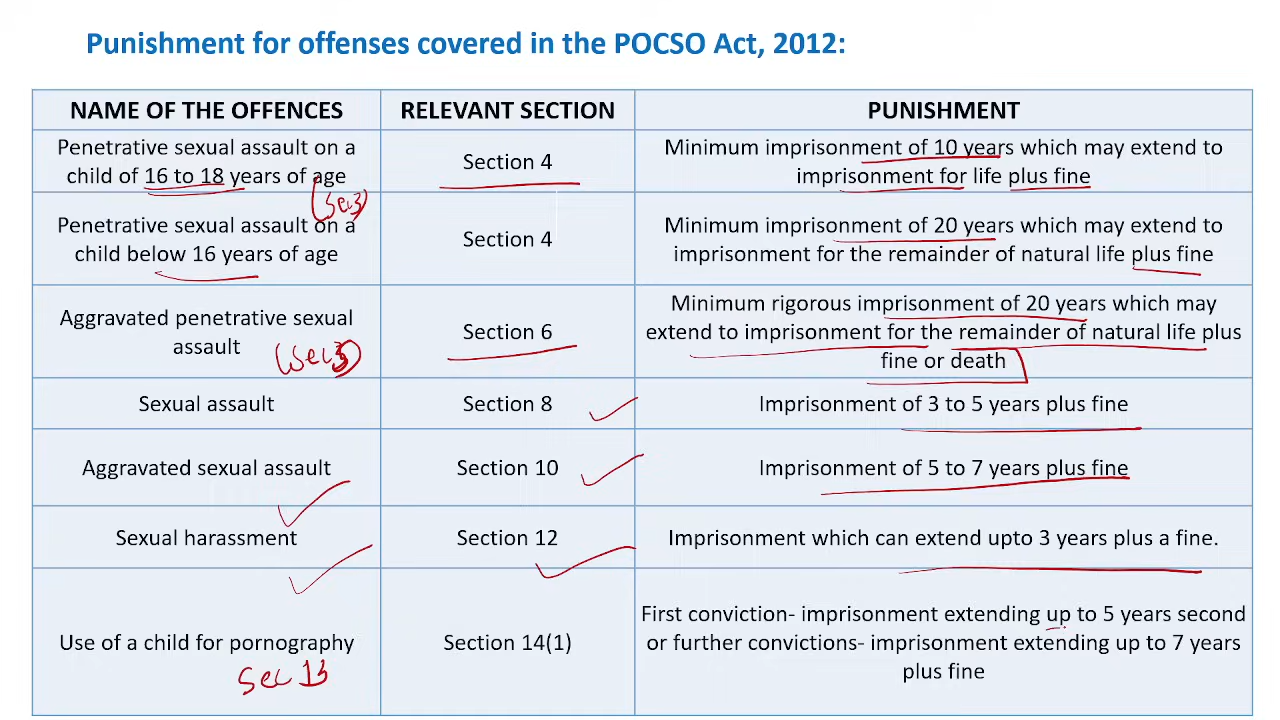 Punishment for offenses covered in the POCSO Act, 2012:
NAME OF THE OFFENCES
RELEVANT SECTION
PUNISHMENT
Penetrative sexual assault on a
child of 16 to 18 years of age
(Sec3)
Section 4
Minimum imprisonment of 10 years which may extend to
imprisonment for life plus fine
Penetrative sexual assault on a
child below 16 years of age
Section 4
Minimum imprisonment of 20 years which may extend to
imprisonment for the remainder of natural life plus fine
Aggravated penetrative sexual
assault
Section 6
Minimum rigorous imprisonment of 20 years which may
extend to imprisonment for the remainder of natural life plus
fine or death
Sexual assault
Section 8
Imprisonment of 3 to 5 years plus fine
Aggravated sexual assault
Section 10
Imprisonment of 5 to 7 years plus fine
Sexual harassment
Section 12
Imprisonment which can extend upto 3 years plus a fine.
Use of a child for pornography
Sec 13
Section 14(1)
First conviction- imprisonment extending up to 5 years second
or further convictions- imprisonment extending up to 7 years
plus fine